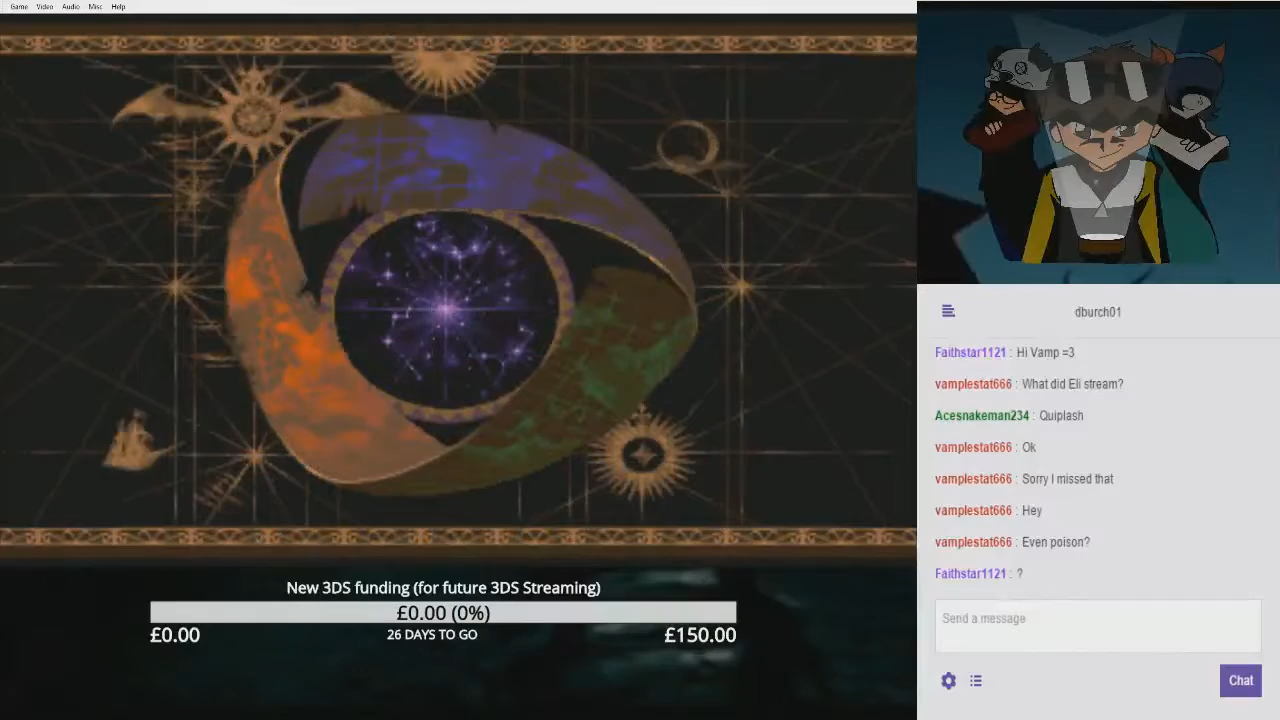 Game Video Audio Misc Help
New 3DS funding (for future 3DS Streaming)
£0.00 (0%)
£0.00 26 DAYS TO GO £150.00
dburch01
Faithstar1121 : Hi Vamp =3
vamplestat666 : What did Eli stream?
Acesnakeman234 : Quiplash
vamplestat666 : Ok
vamplestat666 : Sorry I missed that
vamplestat666 : Hey
vamplestat666 : Even poison?
Faithstar1121 : ?
Send a message
Chat